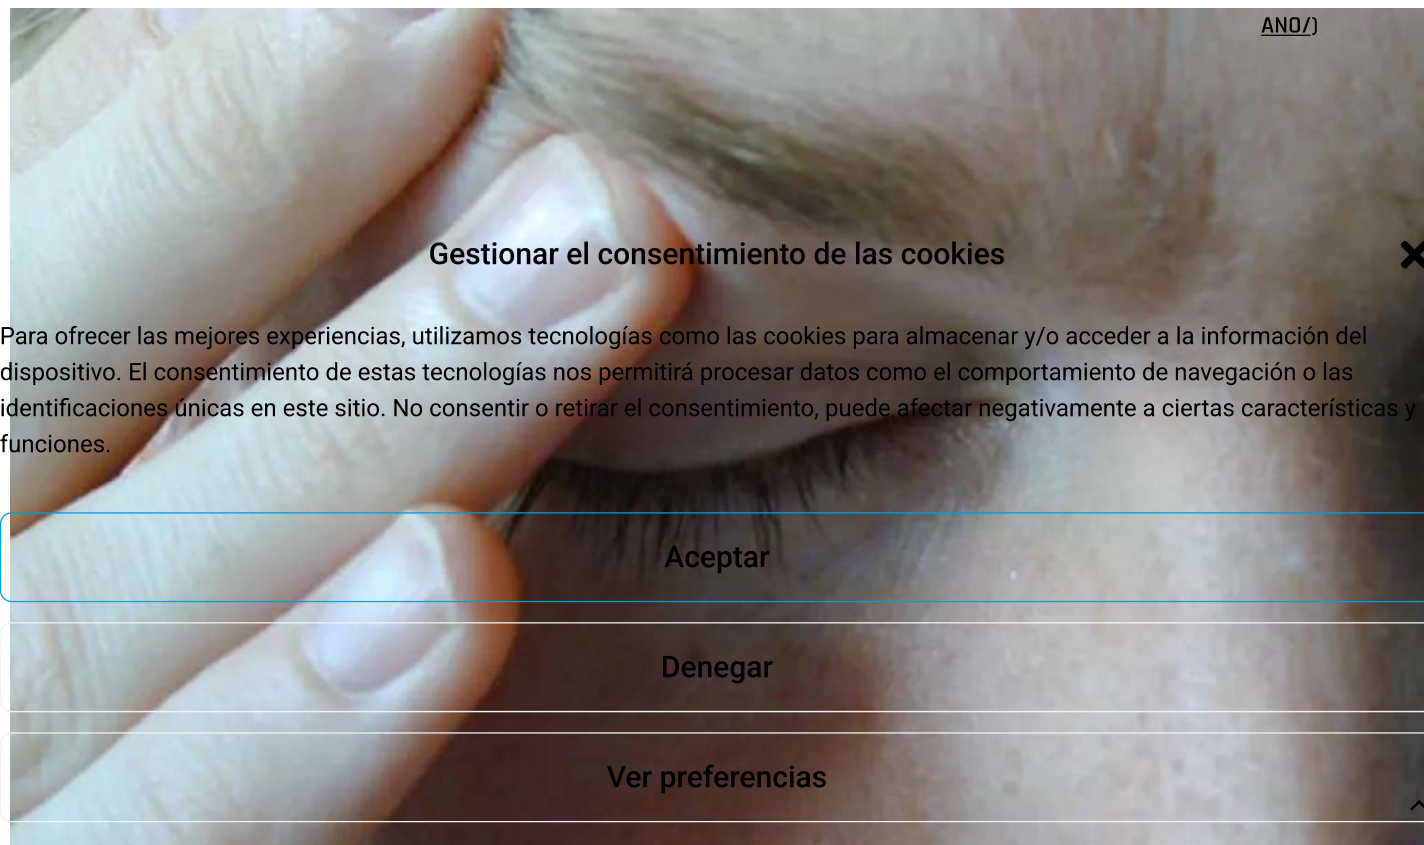 ANO/)
Gestionar el consentimiento de las cookies
Para ofrecer las mejores experiencias, utilizamos tecnologías como las cookies para almacenar y/o acceder a la información del
dispositivo. El consentimiento de estas tecnologías nos permitirá procesar datos como el comportamiento de navegación o las
identificaciones únicas en este sitio. No consentir o retirar el consentimiento, puede afectar negativamente a ciertas características y
funciones.
Aceptar
Denegar
Ver preferencias